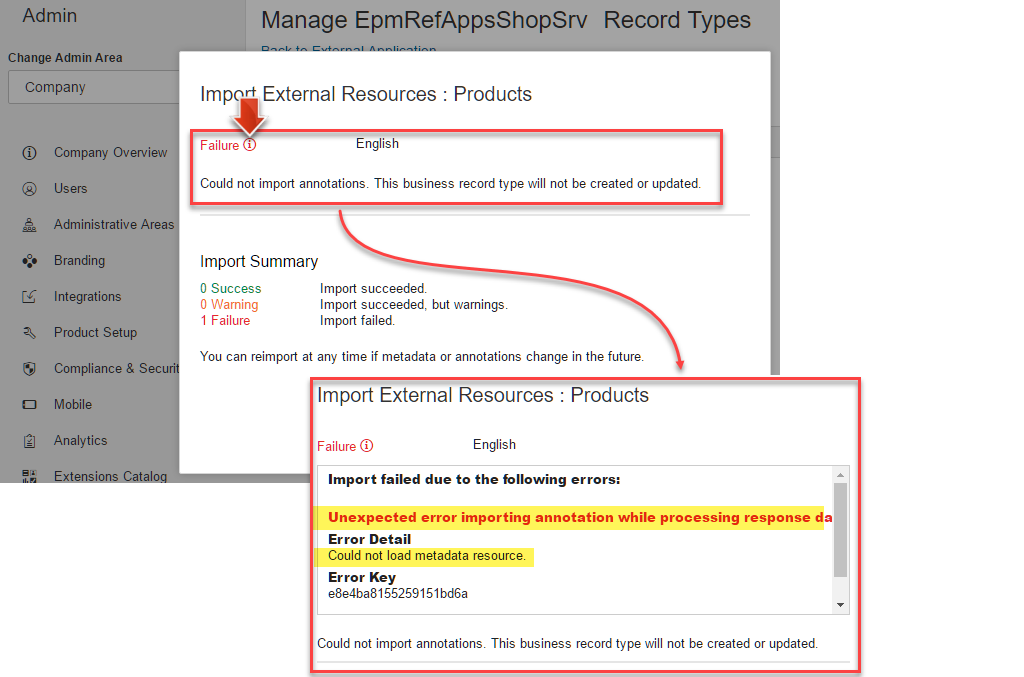 Admin
Manage EpmRefAppsShopSrv Record Types
Back to External Application
Change Admin Area
Company
Import External Resources : Products
Failure
English
Could not import annotations. This business record type will not be created or updated.
Company Overview
Users
Administrative Areas
Branding
Integrations
Product Setup
Compliance & Securit
Mobile
Analytics
Extensions Catalog
Import Summary
0 Success Import succeeded.
0 Warning Import succeeded, but warnings.
1 Failure Import failed.
You can reimport at any time if metadata or annotations change in the future.
Import External Resources : Products
Failure
English
Import failed due to the following errors:
Unexpected error importing annotation while processing response da
Error Detail
Could not load metadata resource.
Error Key
e8e4ba8155259151bd6a
Could not import annotations. This business record type will not be created or updated.